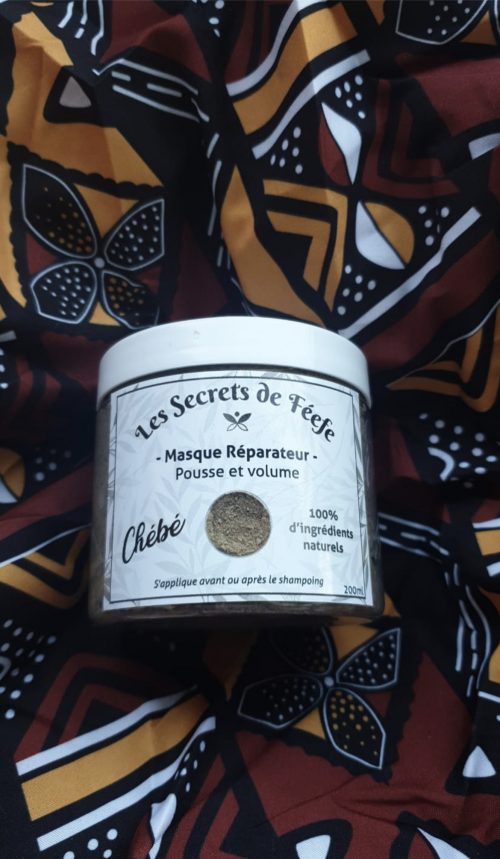 Les Secrets de Féefe
- Masque Réparateur -
Pousse et volume
Chébé
100%
d'ingrédients
naturels
S'applique avant ou après le shampoing
200ml